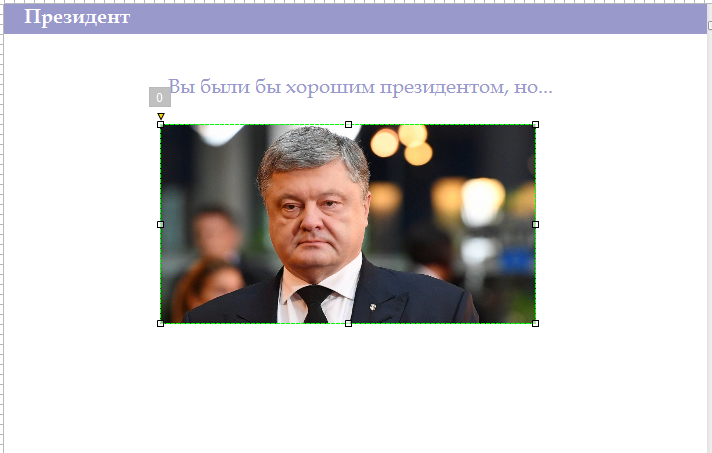 Президент
Вы были бы хорошим президентом, но...
0